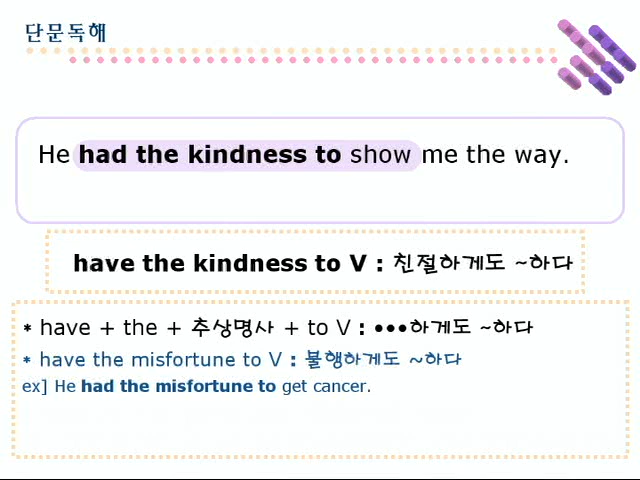 단문독해
He had the kindness to show me the way.
have the kindness to V : 친절하게도 ~하다
* have + the + 추상명사 + to V : •••하게도 ~하다
* have the misfortune to V : 불행하게도 ~하다
ex] He had the misfortune to get cancer.